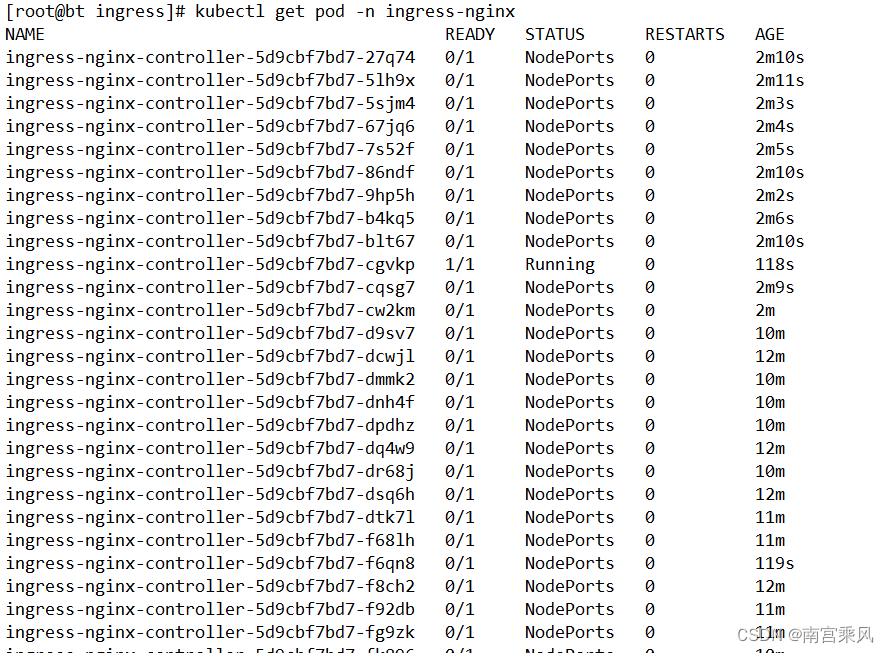 [root@bt ingress]# kubectl get pod -n ingress-nginx
NAME READY STATUS RESTARTS AGE
ingress-nginx-controller-5d9cbf7bd7-27q74 0/1 NodePorts 0 2m10s
ingress-nginx-controller-5d9cbf7bd7-5lh9x 0/1 NodePorts 0 2m11s
ingress-nginx-controller-5d9cbf7bd7-5sjm4 0/1 NodePorts 0 2m3s
ingress-nginx-controller-5d9cbf7bd7-67jq6 0/1 NodePorts 0 2m4s
ingress-nginx-controller-5d9cbf7bd7-7s52f 0/1 NodePorts 0 2m5s
ingress-nginx-controller-5d9cbf7bd7-86ndf 0/1 NodePorts 0 2m10s
ingress-nginx-controller-5d9cbf7bd7-9hp5h 0/1 NodePorts 0 2m2s
ingress-nginx-controller-5d9cbf7bd7-b4kq5 0/1 NodePorts 0 2m6s
ingress-nginx-controller-5d9cbf7bd7-blt67 0/1 NodePorts 0 2m10s
ingress-nginx-controller-5d9cbf7bd7-cgvkp 1/1 Running 0 118s
ingress-nginx-controller-5d9cbf7bd7-cqsg7 0/1 NodePorts 0 2m9s
ingress-nginx-controller-5d9cbf7bd7-cw2km 0/1 NodePorts 0 2m
ingress-nginx-controller-5d9cbf7bd7-d9sv7 0/1 NodePorts 0 10m
ingress-nginx-controller-5d9cbf7bd7-dcwjl 0/1 NodePorts 0 12m
ingress-nginx-controller-5d9cbf7bd7-dmmk2 0/1 NodePorts 0 10m
ingress-nginx-controller-5d9cbf7bd7-dnh4f 0/1 NodePorts 0 10m
ingress-nginx-controller-5d9cbf7bd7-dpdhz 0/1 NodePorts 0 10m
ingress-nginx-controller-5d9cbf7bd7-dq4w9 0/1 NodePorts 0 12m
ingress-nginx-controller-5d9cbf7bd7-dr68j 0/1 NodePorts 0 10m
ingress-nginx-controller-5d9cbf7bd7-dsq6h 0/1 NodePorts 0 12m
ingress-nginx-controller-5d9cbf7bd7-dtk7l 0/1 NodePorts 0 11m
ingress-nginx-controller-5d9cbf7bd7-f68lh 0/1 NodePorts 0 11m
ingress-nginx-controller-5d9cbf7bd7-f6qn8 0/1 NodePorts 0 119s
ingress-nginx-controller-5d9cbf7bd7-f8ch2 0/1 NodePorts 0 12m
ingress-nginx-controller-5d9cbf7bd7-f92db 0/1 NodePorts 0 11m
ingress-nginx-controller-5d9cbf7bd7-fg9zk 0/1 NodePorts 0 11m
CSDN @南宫乘风